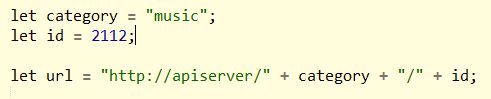 let category = "music";
let id = 2112;
let url = "http://apiserver/" + category + "/" + id;